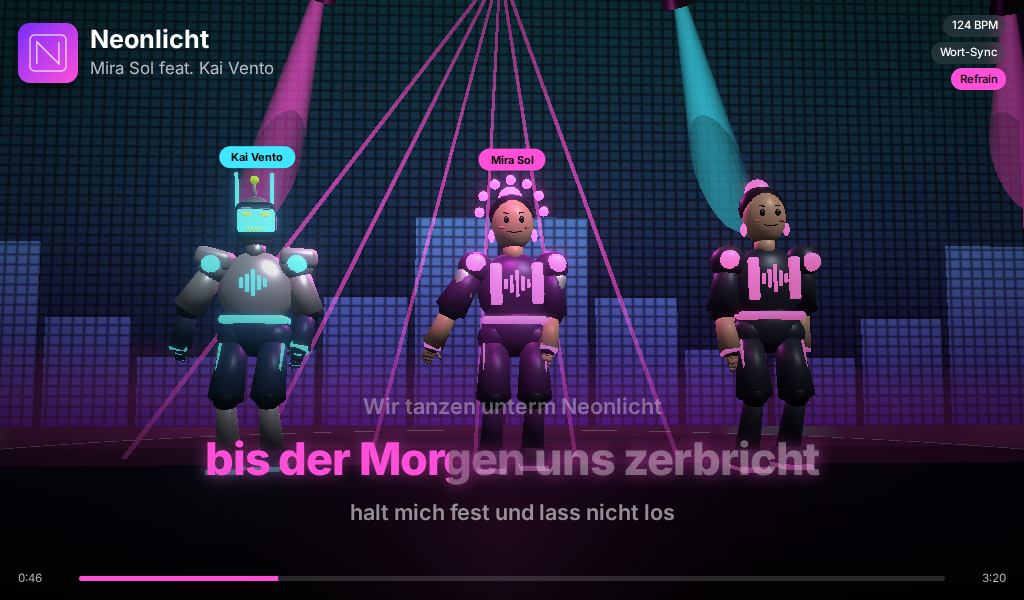 N
Neonlicht
Mira Sol feat. Kai Vento
124 BPM
Wort-Sync
Refrain
Kai Vento
Mira Sol
Wir tanzen unterm Neonlicht
bis der Morgen uns zerbricht
halt mich fest und lass nicht los
0:46
3:20